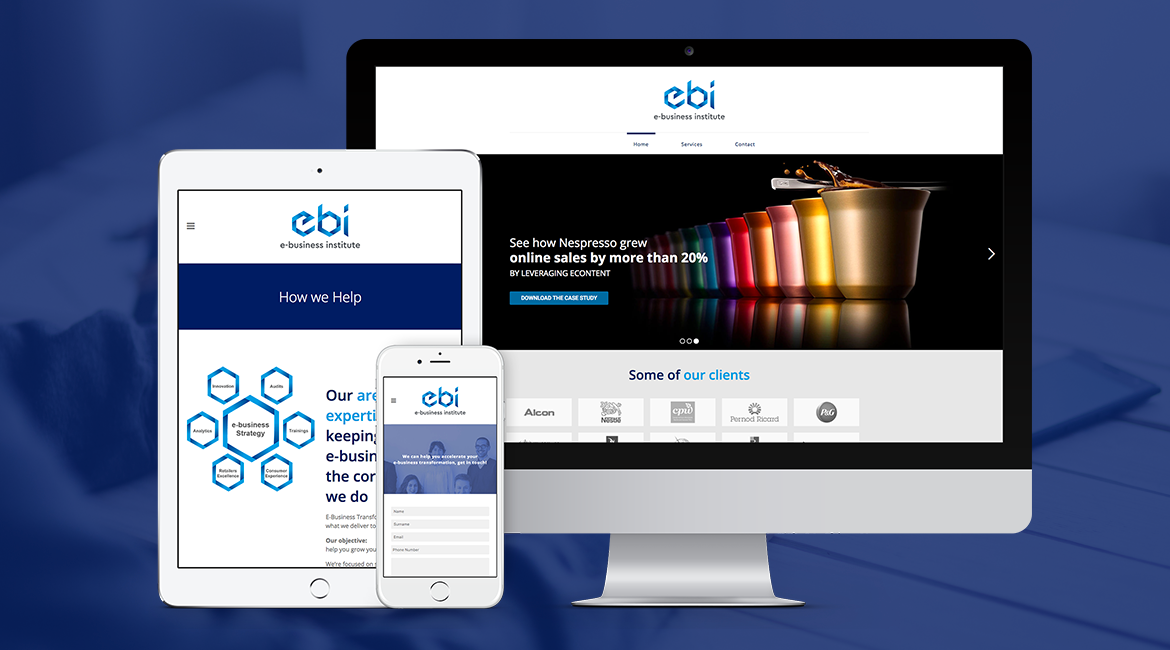 ebi
e-business institute
Home
Services
Contact
See how Nespresso grew
online sales by more than 20%
BY LEVERAGING ECONTENT
DOWNLOAD THE CASE STUDY
Some of our clients
Alcon
Nestlé
cpw
Pernod Ricard
P&G
ebi
e-business institute
How we Help
Innovation
Audits
Analytics
e-business
Strategy
Trainings
Retailers
Excellence
Consumer
Experience
Our are
experti
keeping
e-busin
the cor
we do
E-Business Transfo
what we deliver to
Our objective:
help you grow you
We're focused on
ebi
e-business institute
We can help you accelerate your
e-business transformation, get in touch!
Name
Surname
Email
Phone Number